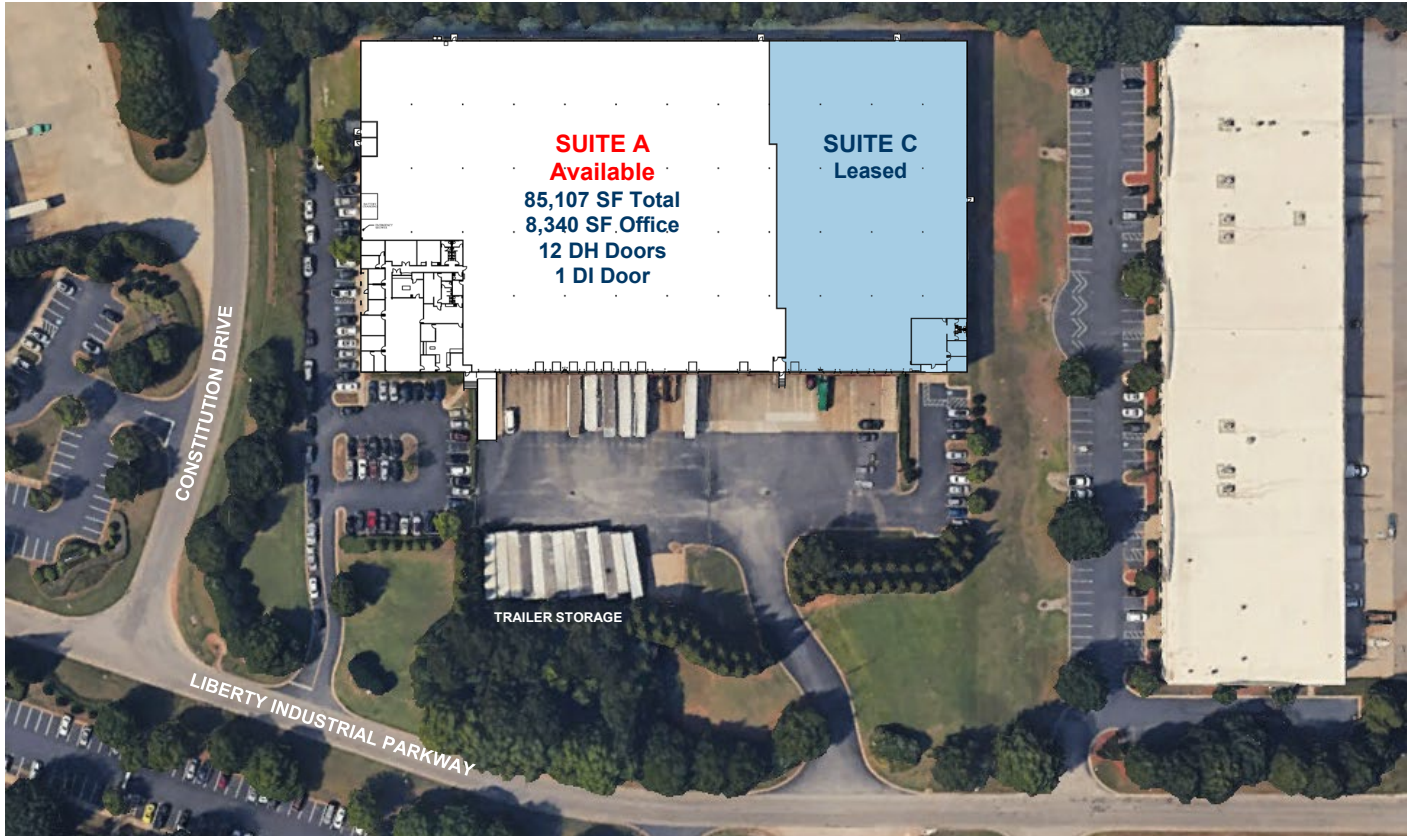 SUITE A
Available
85,107 SF Total
8,340 SF Office
12 DH Doors
1 DI Door
SUITE C
Leased
CONSTITUTION DRIVE
TRAILER STORAGE
LIBERTY INDUSTRIAL PARKWAY